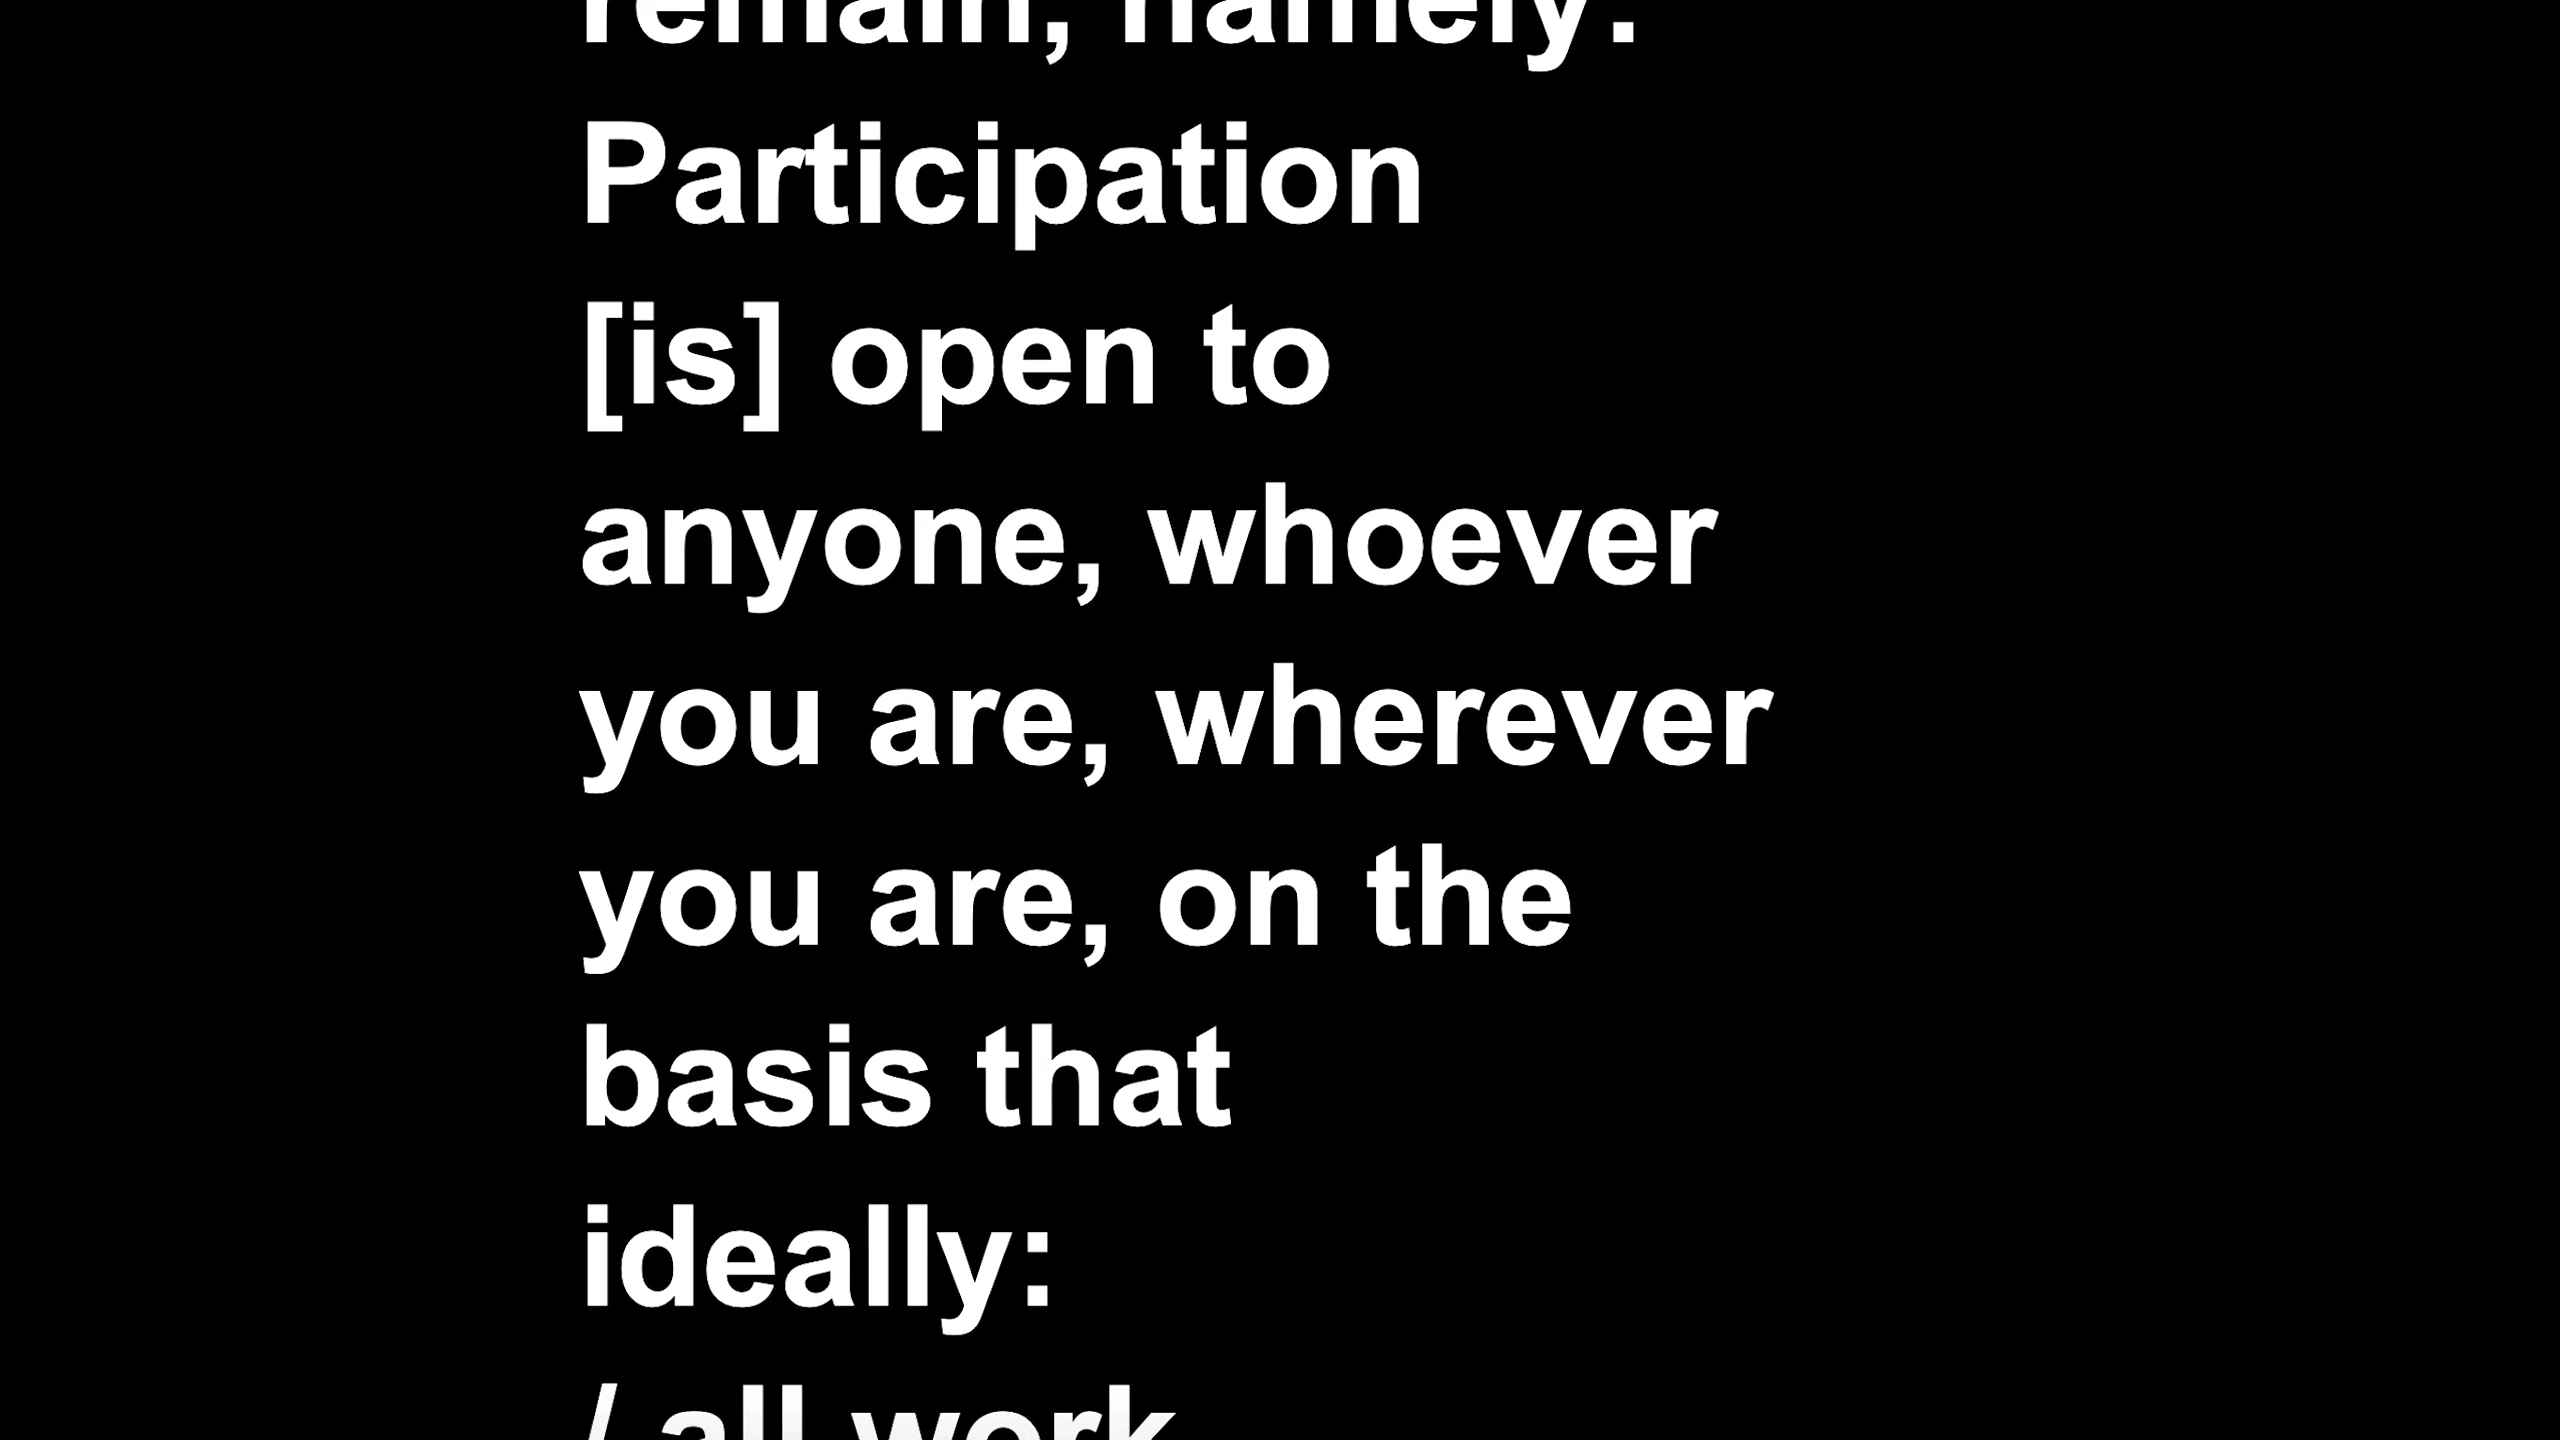 remain, namely:
Participation
[is] open to
anyone, whoever
you are, wherever
you are, on the
basis that
ideally:
/ all work